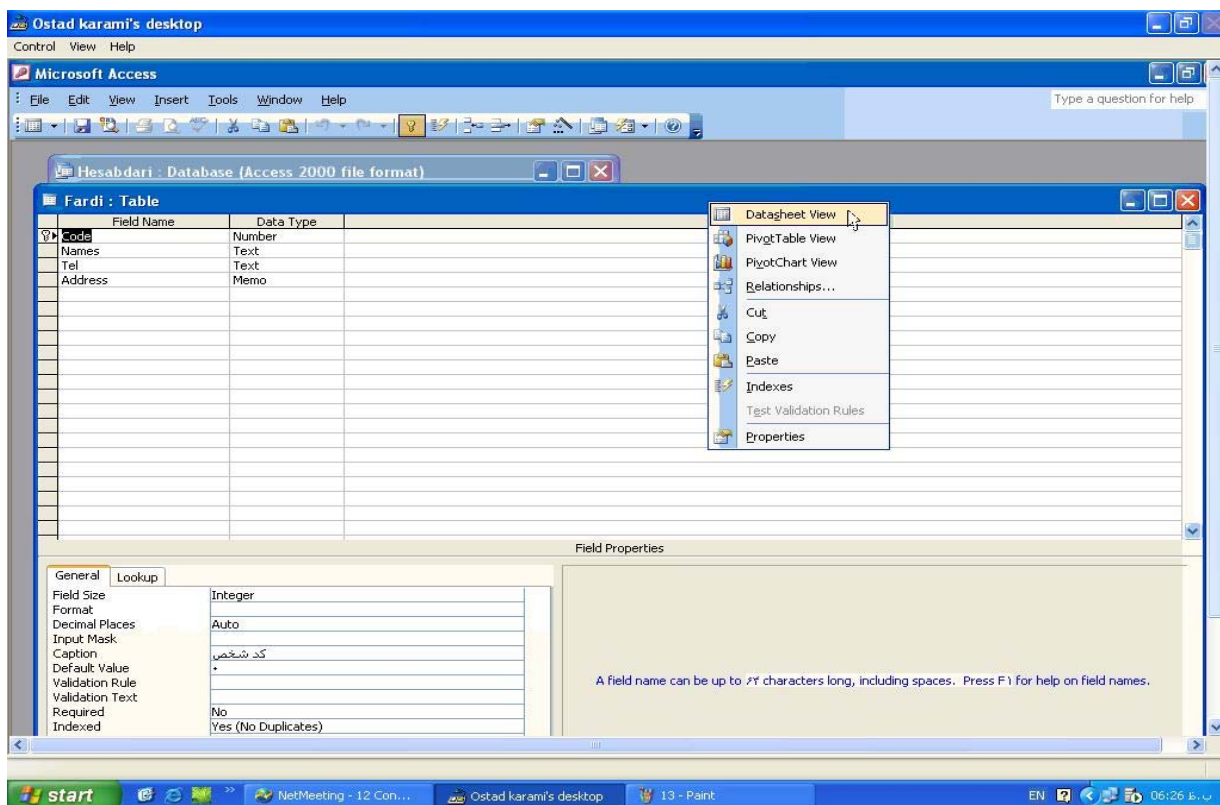 Ostad karami's desktop
Control View Help
Microsoft Access
File Edit View Insert Tools Window Help
Type a question for help
Hesabdari : Database (Access 2000 file format)
Fardi : Table
Field Name Data Type
Code Number
Names Text
Tel Text
Address Memo
Datasheet View
PivotTable View
PivotChart View
Relationships...
Cut
Copy
Paste
Indexes
Test Validation Rules
Properties
Field Properties
General Lookup
Field Size Integer
Format
Decimal Places Auto
Input Mask
Caption کد شخص
Default Value ۰
Validation Rule
Validation Text
Required No
Indexed Yes (No Duplicates)
A field name can be up to ۶۴ characters long, including spaces. Press F۱ for help on field names.
start NetMeeting - 12 Con... Ostad karami's desktop 13 - Paint EN 06:26